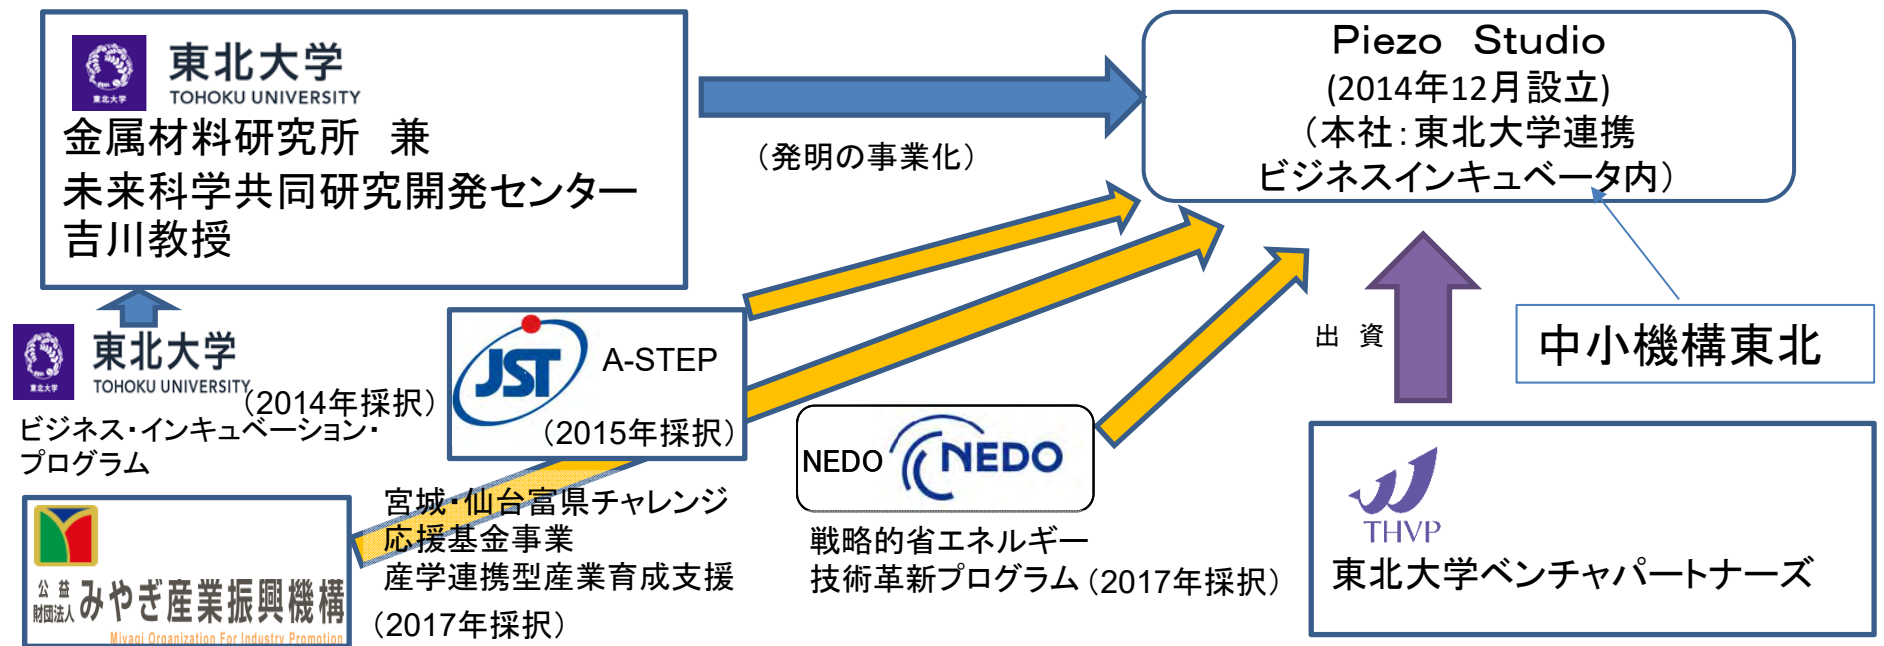 東北大学
東北大学
TOHOKU UNIVERSITY
金属材料研究所 兼
未来科学共同研究開発センター
吉川教授
(発明の事業化)
Piezo Studio
(2014年12月設立)
(本社:東北大学連携
ビジネスインキュベータ内)
東北大学
東北大学
TOHOKU UNIVERSITY
(2014年採択)
ビジネス・インキュベーション・
プログラム
JST
A-STEP
(2015年採択)
出 資
中小機構東北
公益
財団法人
みやぎ産業振興機構
Miyagi Organization For Industry Promotion
宮城・仙台富県チャレンジ
応援基金事業
産学連携型産業育成支援
(2017年採択)
NEDO
NEDO
戦略的省エネルギー
技術革新プログラム(2017年採択)
THVP
東北大学ベンチャパートナーズ